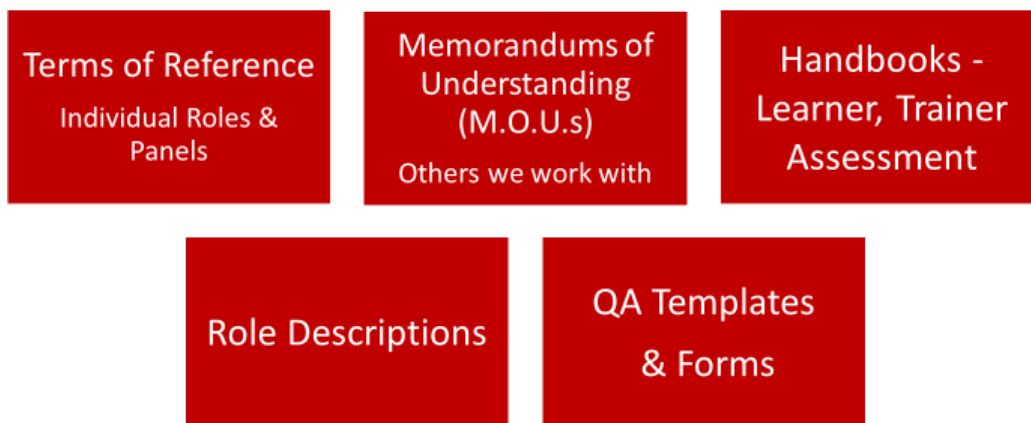 Terms of Reference
Individual Roles &
Panels
Memorandums of
Understanding
(M.O.U.s)
Others we work with
Handbooks -
Learner, Trainer
Assessment
Role Descriptions
QA Templates
& Forms